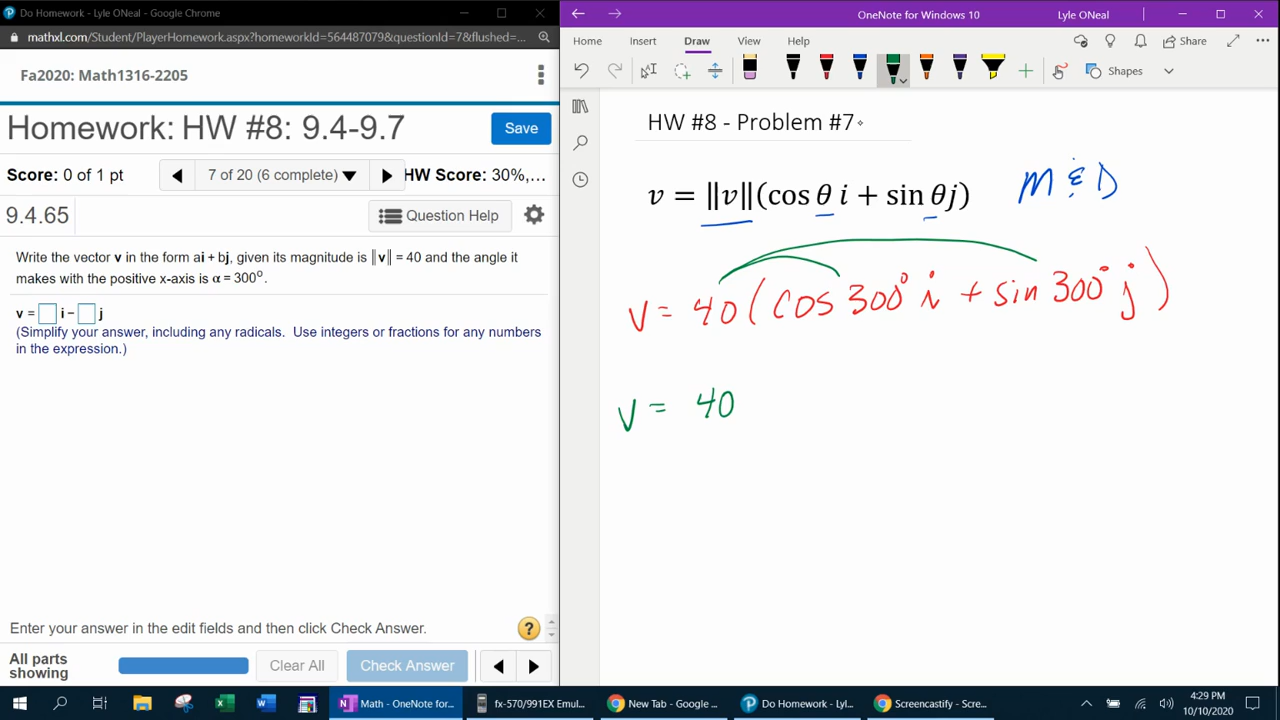 Do Homework - Lyle ONeal - Google Chrome
mathxl.com/Student/PlayerHomework.aspx?homeworkId=5644870798&questionId=7&flushed=...
Fa2020: Math1316-2205
Homework: HW #8: 9.4-9.7
Save
Score: 0 of 1 pt
7 of 20 (6 complete)
HW Score: 30%,...
9.4.65
Question Help
Write the vector v in the form ai + bj, given its magnitude is ‖v‖ = 40 and the angle it
makes with the positive x-axis is α = 300°.
v = i − j
(Simplify your answer, including any radicals. Use integers or fractions for any numbers
in the expression.)
Enter your answer in the edit fields and then click Check Answer.
?
All parts
showing
Clear All
Check Answer
OneNote for Windows 10
Lyle ONeal
Home Insert Draw View Help
Share
Shapes
HW #8 - Problem #7
v = ‖v‖(cos θ i + sin θj)
M & D
v = 40(cos 300° i + sin 300° j)
v = 40
Math - OneNote for...
fx-570/991EX Emul...
New Tab - Google ...
Do Homework - Lyl...
Screencastify - Scre...
4:29 PM
10/10/2020